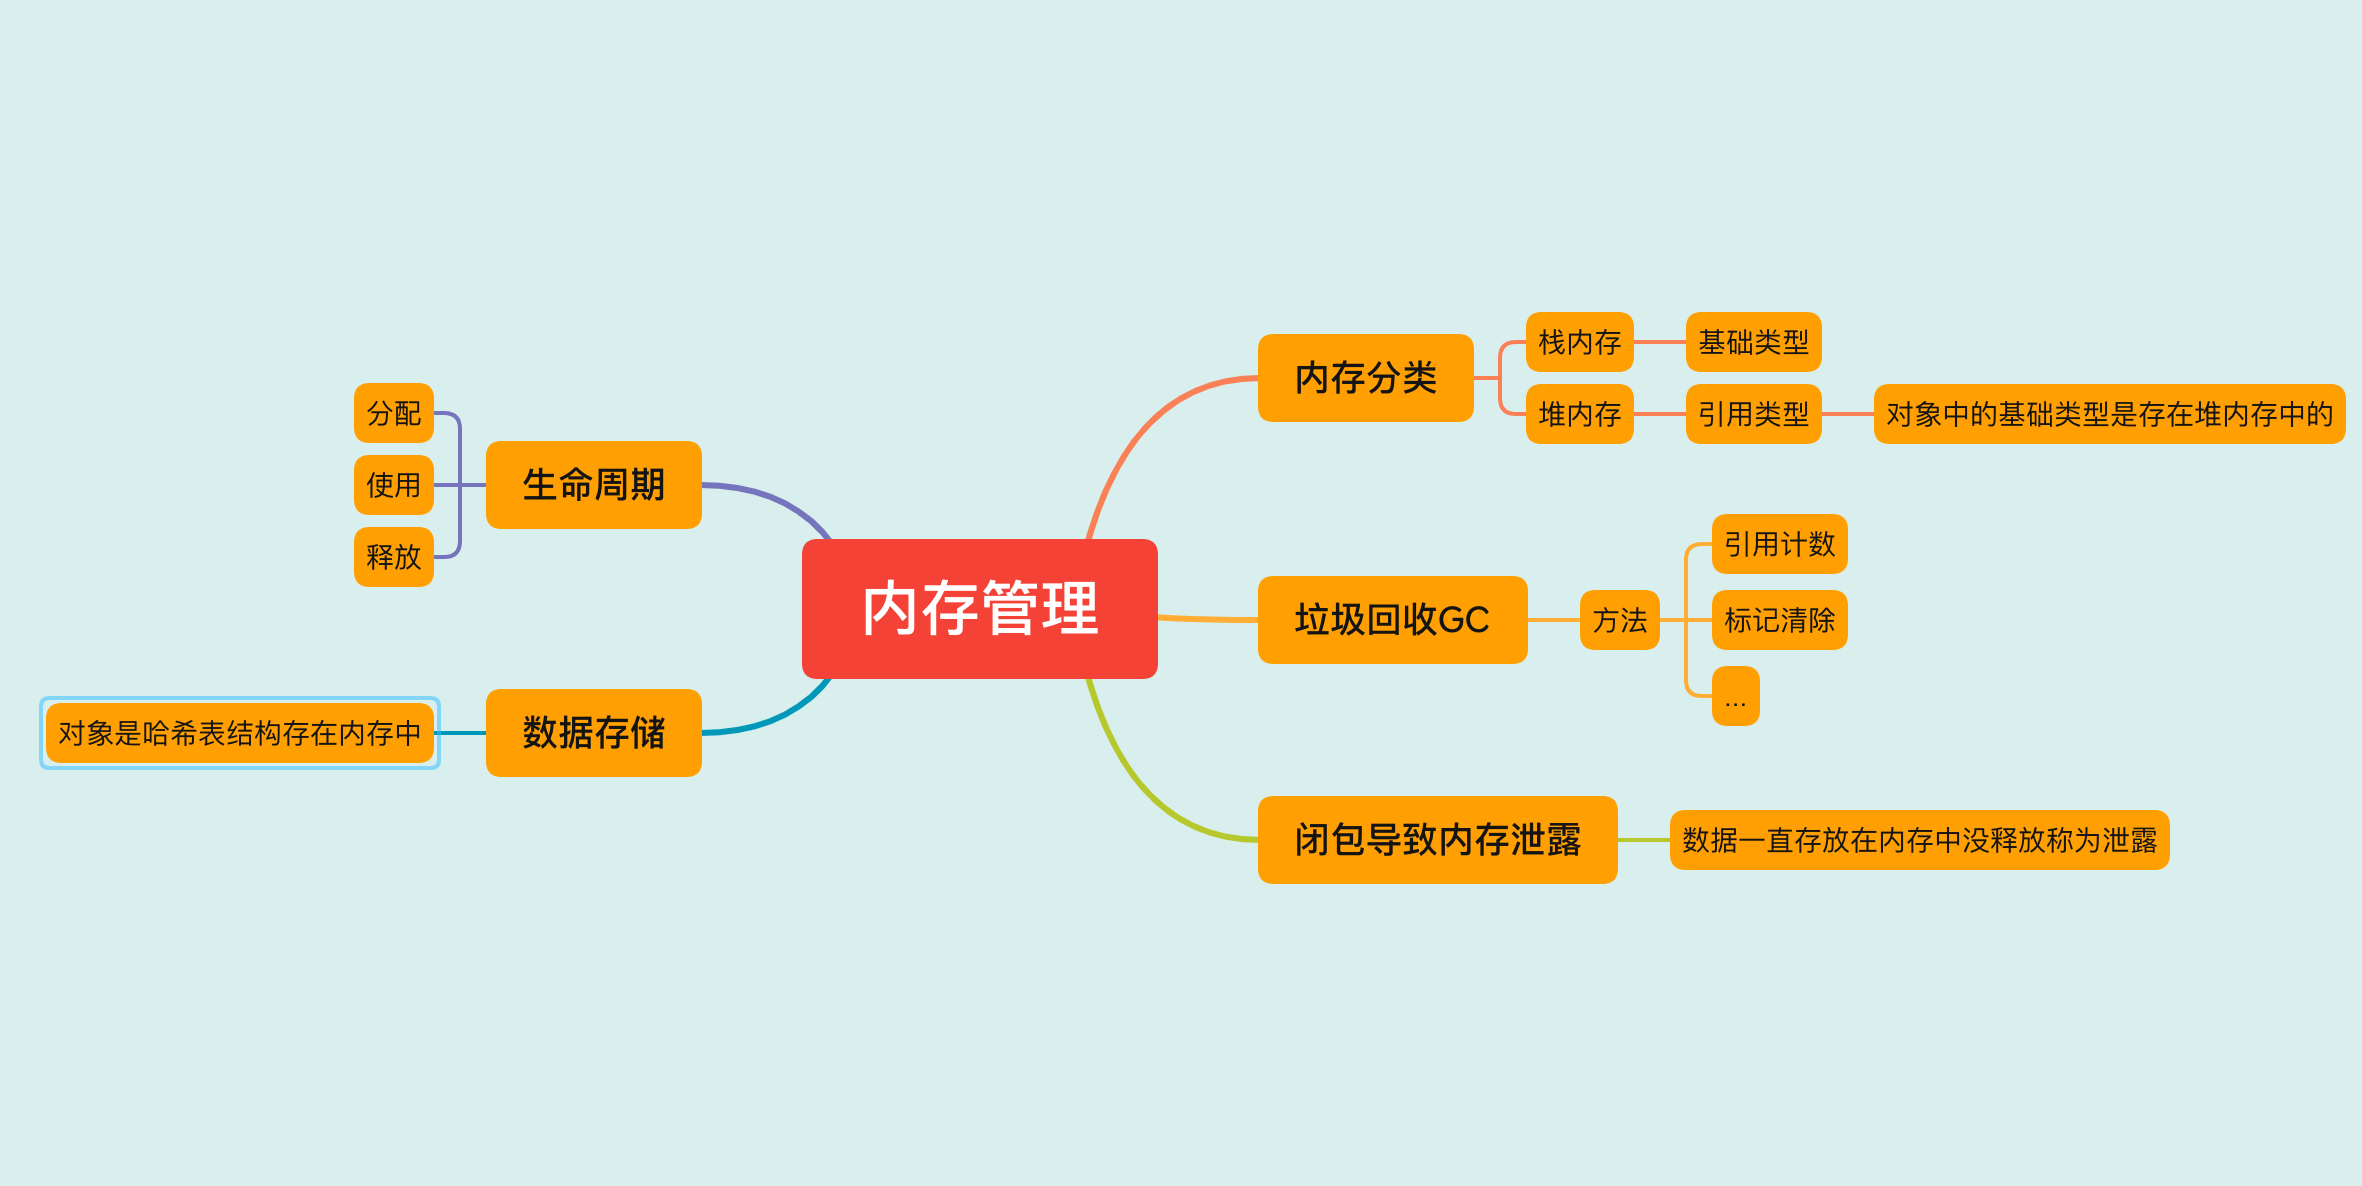 内存管理
内存分类
栈内存
基础类型
堆内存
引用类型
对象中的基础类型是存在堆内存中的
垃圾回收GC
方法
引用计数
标记清除
...
闭包导致内存泄露
数据一直存放在内存中没释放称为泄露
生命周期
分配
使用
释放
数据存储
对象是哈希表结构存在内存中